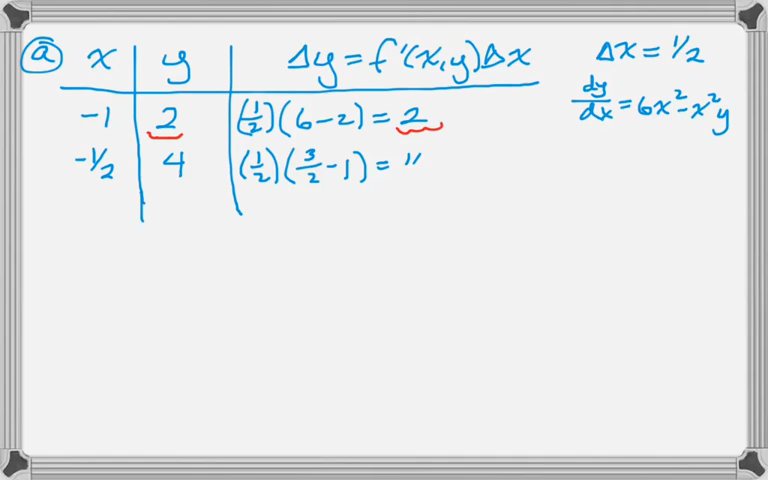 ⓐ x y Δy = f'(x,y)Δx Δx = 1/2
dy/dx = 6x² - x²y
-1 2 (1/2)(6-2) = 2
-1/2 4 (1/2)(3/2 - 1) =